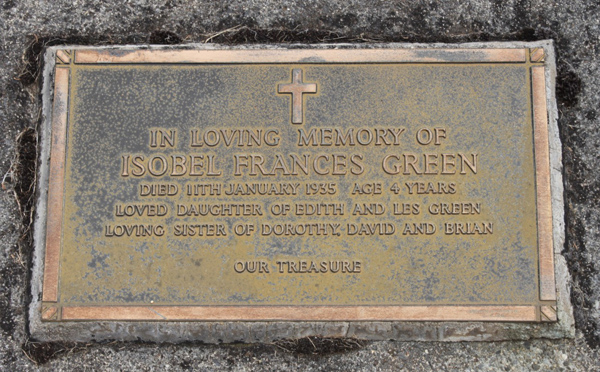 IN LOVING MEMORY OF
ISOBEL FRANCES GREEN
DIED 11TH JANUARY 1935 AGE 4 YEARS
LOVED DAUGHTER OF EDITH AND LES GREEN
LOVING SISTER OF DOROTHY, DAVID AND BRIAN
OUR TREASURE